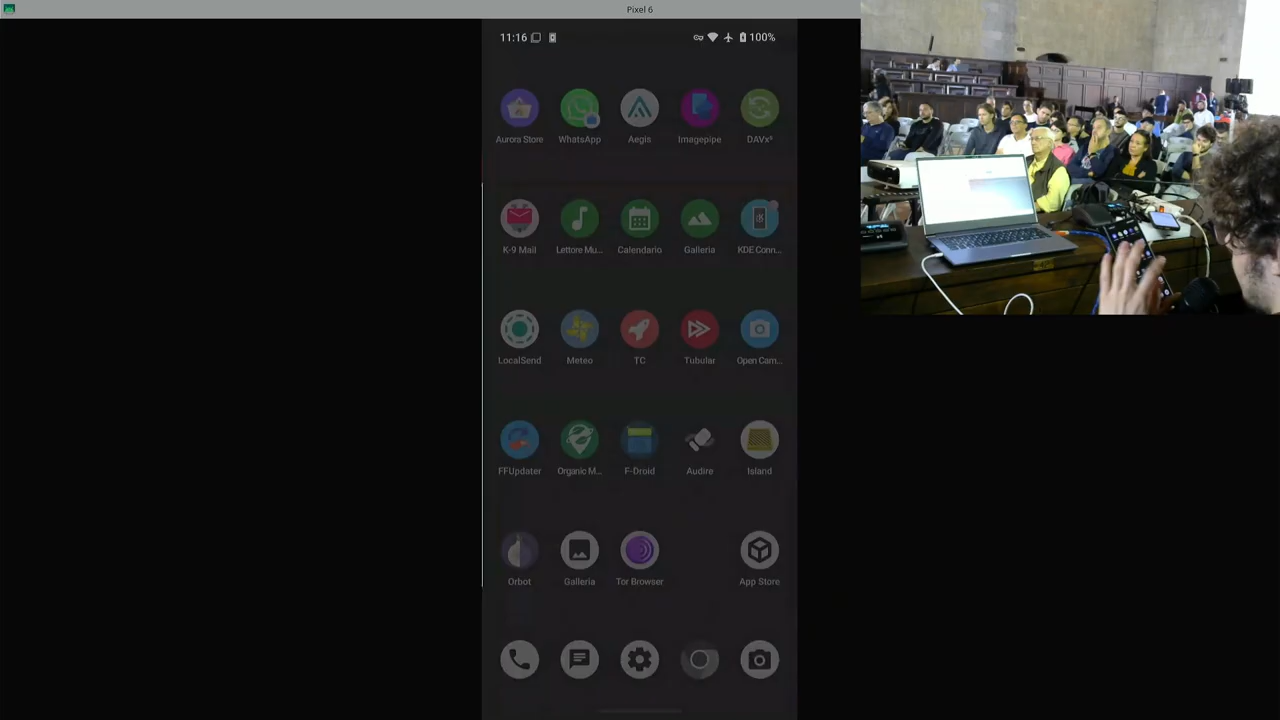 Pixel 6
11:16 100%
Aurora Store WhatsApp Aegis Imagepipe DAVx⁵
K-9 Mail Lettore Mu... Calendario Galleria KDE Conn...
LocalSend Meteo TC Tubular Open Cam...
FFUpdater Organic M... F-Droid Audire Island
Orbot Galleria Tor Browser App Store